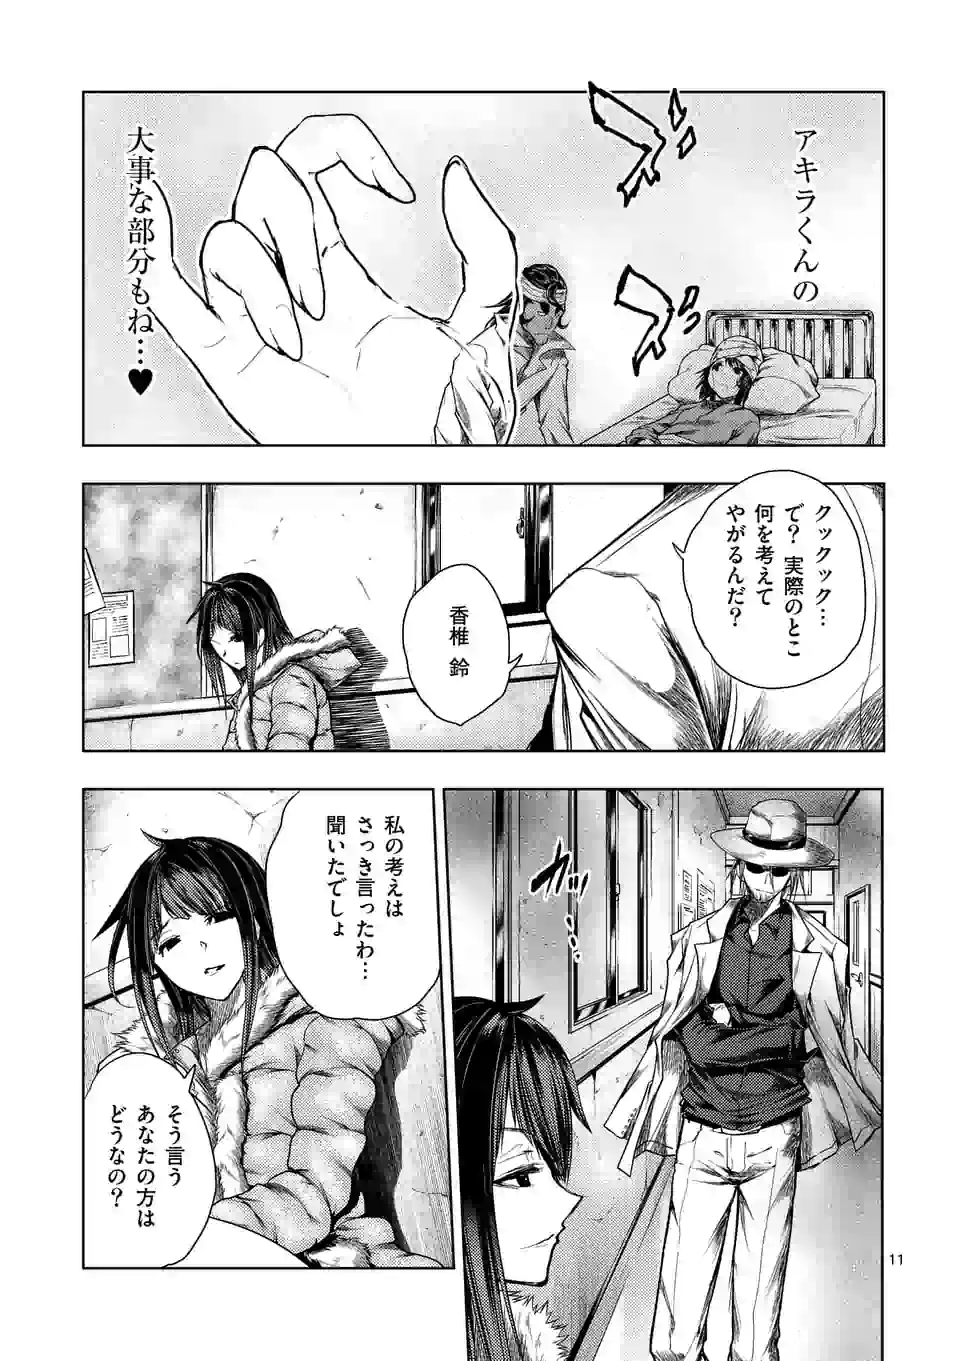 アキラくんの
大事な部分もね…♥
クックック…
で？実際のとこ
何を考えて
やがるんだ？
香椎 鈴
カッ…
私の考えは
さっき言ったわ…
聞いたでしょ
そう言う
あなたの方は
どうなの？
11